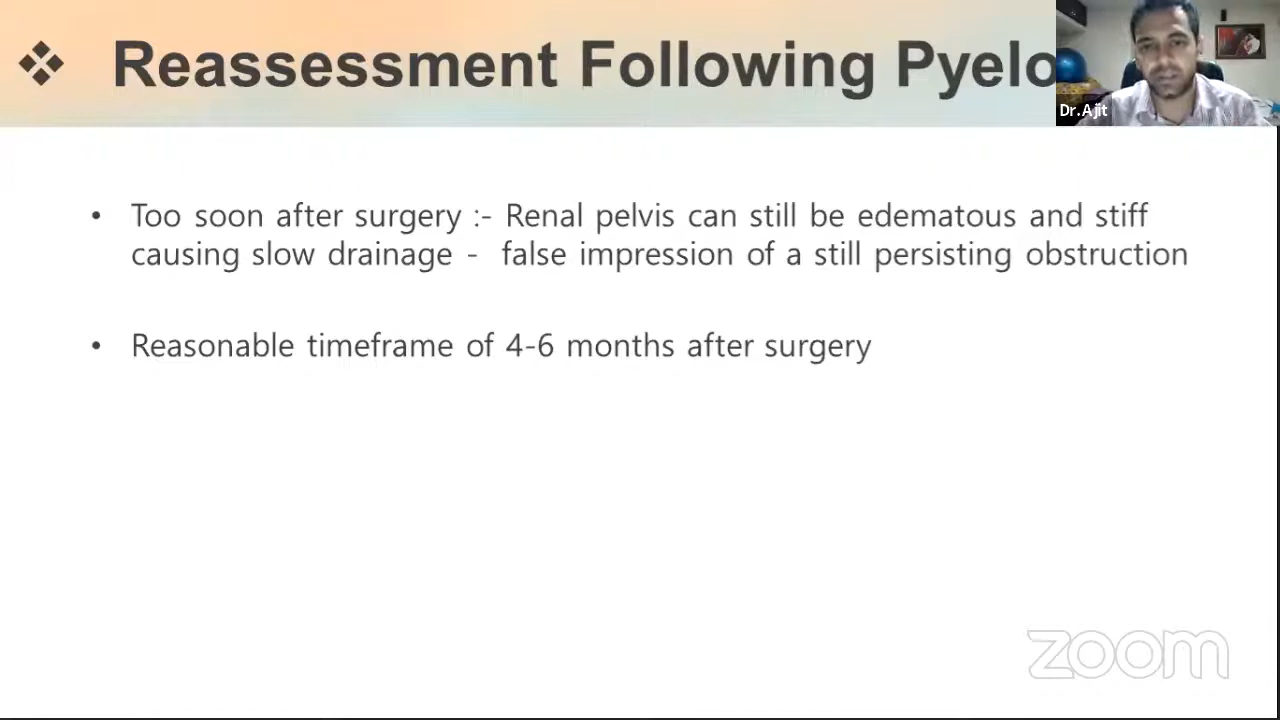 ❖ Reassessment Following Pyelo
Dr.Ajit
• Too soon after surgery :- Renal pelvis can still be edematous and stiff
causing slow drainage - false impression of a still persisting obstruction
• Reasonable timeframe of 4-6 months after surgery
zoom